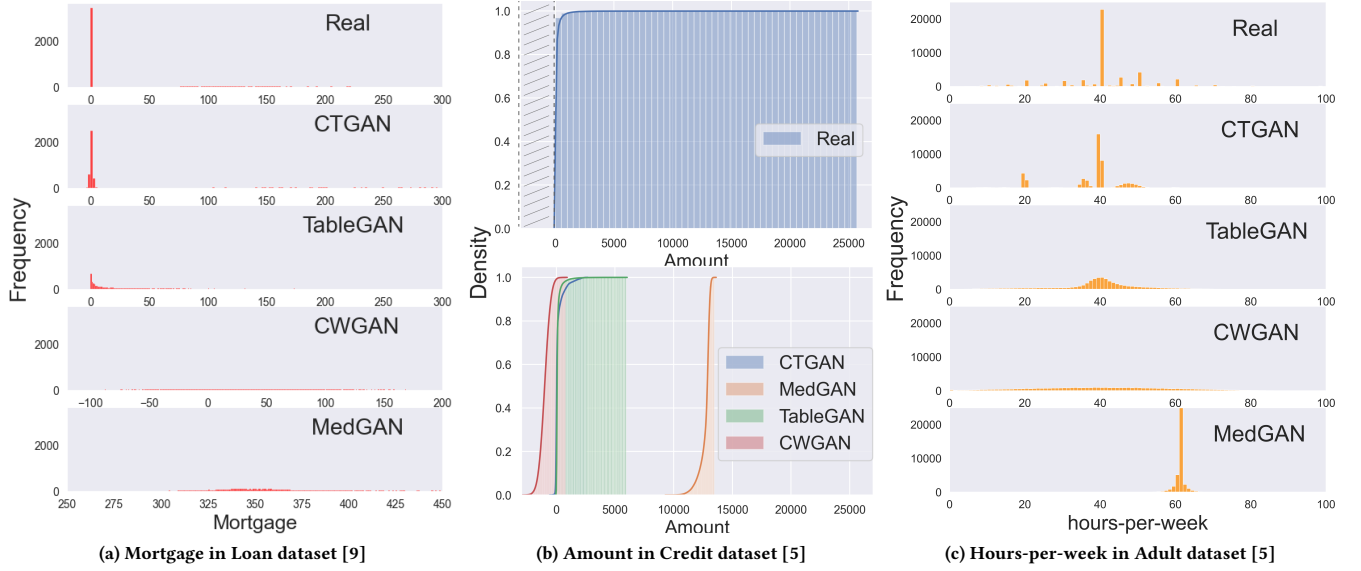 Frequency
Real
2000
0
0 50 100 150 200 250 300
CTGAN
2000
0
0 50 100 150 200 250 300
TableGAN
2000
0
0 50 100 150 200 250 300
CWGAN
2000
0
−100 −50 0 50 100 150 200
MedGAN
2000
0
250 275 300 325 350 375 400 425 450
Mortgage
(a) Mortgage in Loan dataset [9]
Density
1.0
0.8
0.6
0.4
0.2
0.0
Real
0 5000 10000 15000 20000 25000
Amount
1.0
0.8
0.6
0.4
0.2
0.0
CTGAN
MedGAN
TableGAN
CWGAN
0 5000 10000 15000 20000 25000
Amount
(b) Amount in Credit dataset [5]
Frequency
Real
20000
10000
0
0 20 40 60 80 100
CTGAN
20000
10000
0
0 20 40 60 80 100
TableGAN
20000
10000
0
0 20 40 60 80 100
CWGAN
20000
10000
0
0 20 40 60 80 100
MedGAN
20000
10000
0
0 20 40 60 80 100
hours-per-week
(c) Hours-per-week in Adult dataset [5]